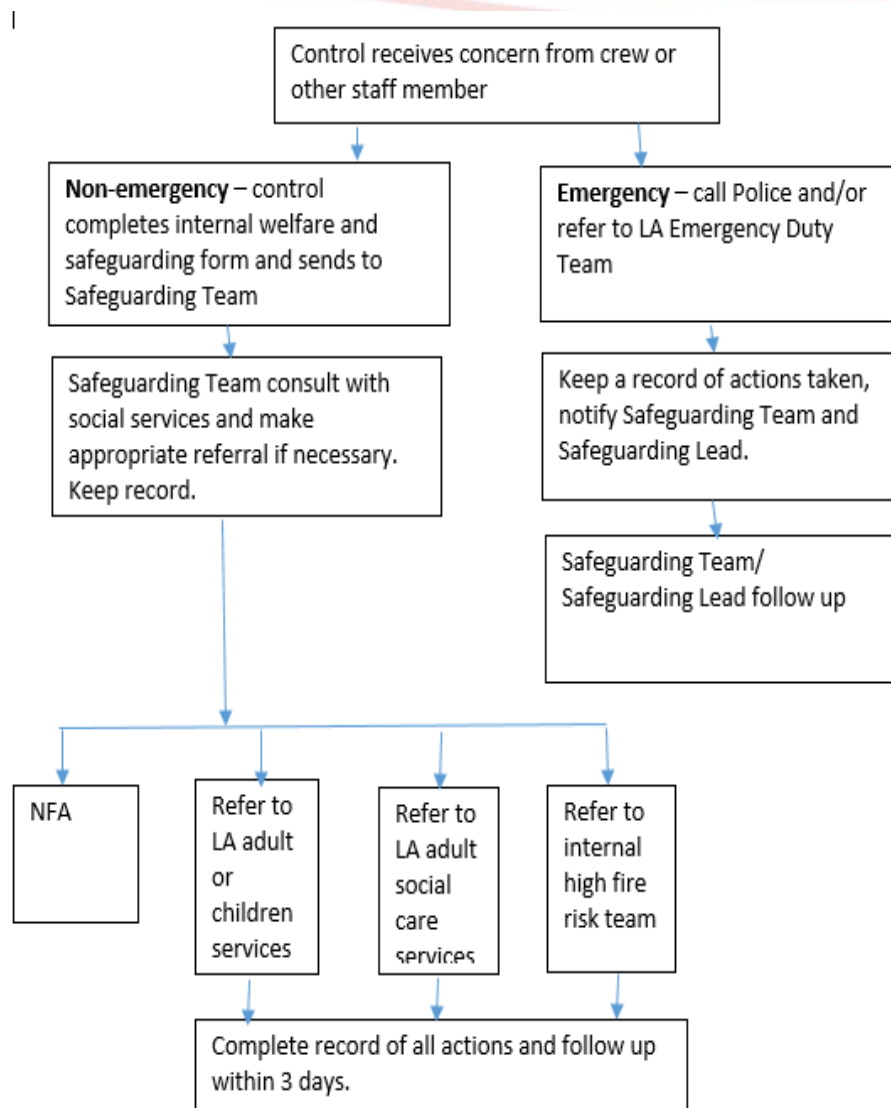 Control receives concern from crew or
other staff member
Non-emergency – control
completes internal welfare and
safeguarding form and sends to
Safeguarding Team
Emergency – call Police and/or
refer to LA Emergency Duty
Team
Safeguarding Team consult with
social services and make
appropriate referral if necessary.
Keep record.
Keep a record of actions taken,
notify Safeguarding Team and
Safeguarding Lead.
Safeguarding Team/
Safeguarding Lead follow up
NFA
Refer to
LA adult
or
children
services
Refer to
LA adult
social
care
services
Refer to
internal
high fire
risk team
Complete record of all actions and follow up
within 3 days.